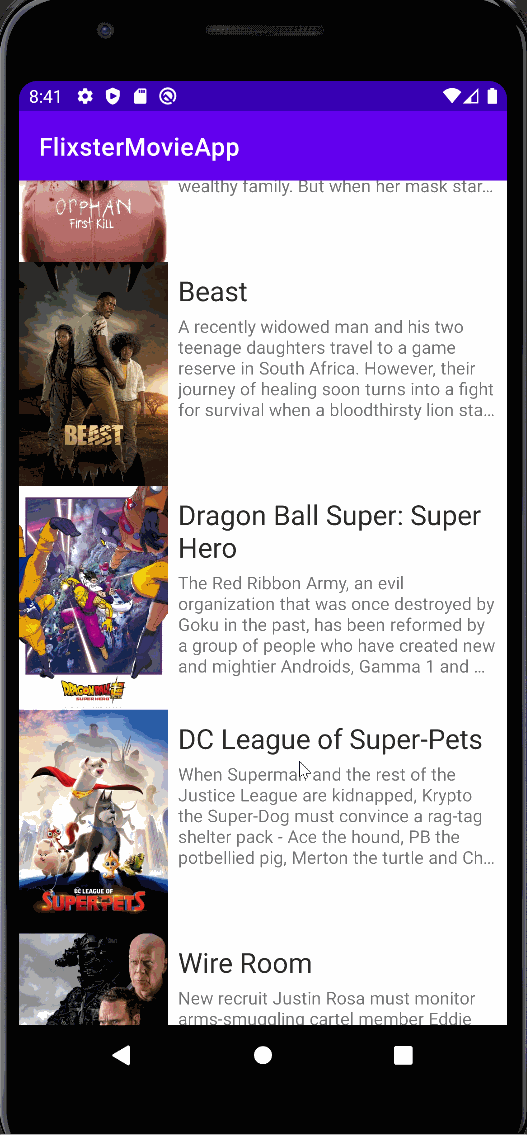 8:41
FlixsterMovieApp
wealthy family. But when her mask star...
ORPHAN
First Kill
Beast
A recently widowed man and his two
teenage daughters travel to a game
reserve in South Africa. However, their
journey of healing soon turns into a fight
for survival when a bloodthirsty lion sta...
BEAST
Dragon Ball Super: Super
Hero
The Red Ribbon Army, an evil
organization that was once destroyed by
Goku in the past, has been reformed by
a group of people who have created new
and mightier Androids, Gamma 1 and ...
DRAGON BALL
SUPER HERO
DC League of Super-Pets
When Superman and the rest of the
Justice League are kidnapped, Krypto
the Super-Dog must convince a rag-tag
shelter pack - Ace the hound, PB the
potbellied pig, Merton the turtle and Ch...
DC LEAGUE OF
SUPER-PETS
Wire Room
New recruit Justin Rosa must monitor
arms-smuggling cartel member Eddie